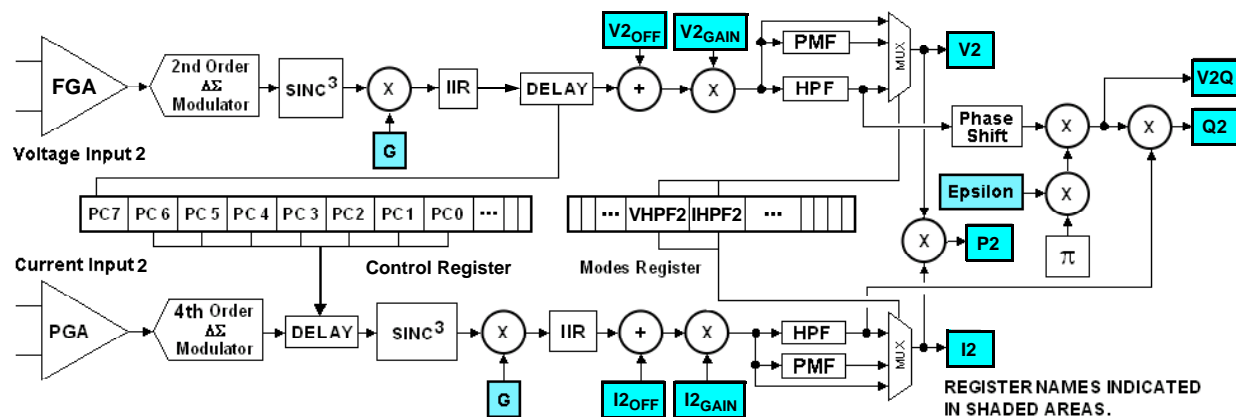 V2OFF
V2GAIN
PMF
MUX
V2
FGA
2nd Order
ΔΣ
Modulator
SINC3
X
IIR
DELAY
+
X
HPF
V2Q
Phase
Shift
X
X
Q2
Voltage Input 2
G
Epsilon
X
PC7
PC 6
PC 5
PC 4
PC 3
PC2
PC1
PC0
...
...
VHPF2
IHPF2
...
X
P2
π
Current Input 2
Control Register
Modes Register
PGA
4th Order
ΔΣ
Modulator
DELAY
SINC3
X
IIR
+
X
HPF
MUX
I2
PMF
G
I2OFF
I2GAIN
REGISTER NAMES INDICATED
IN SHADED AREAS.